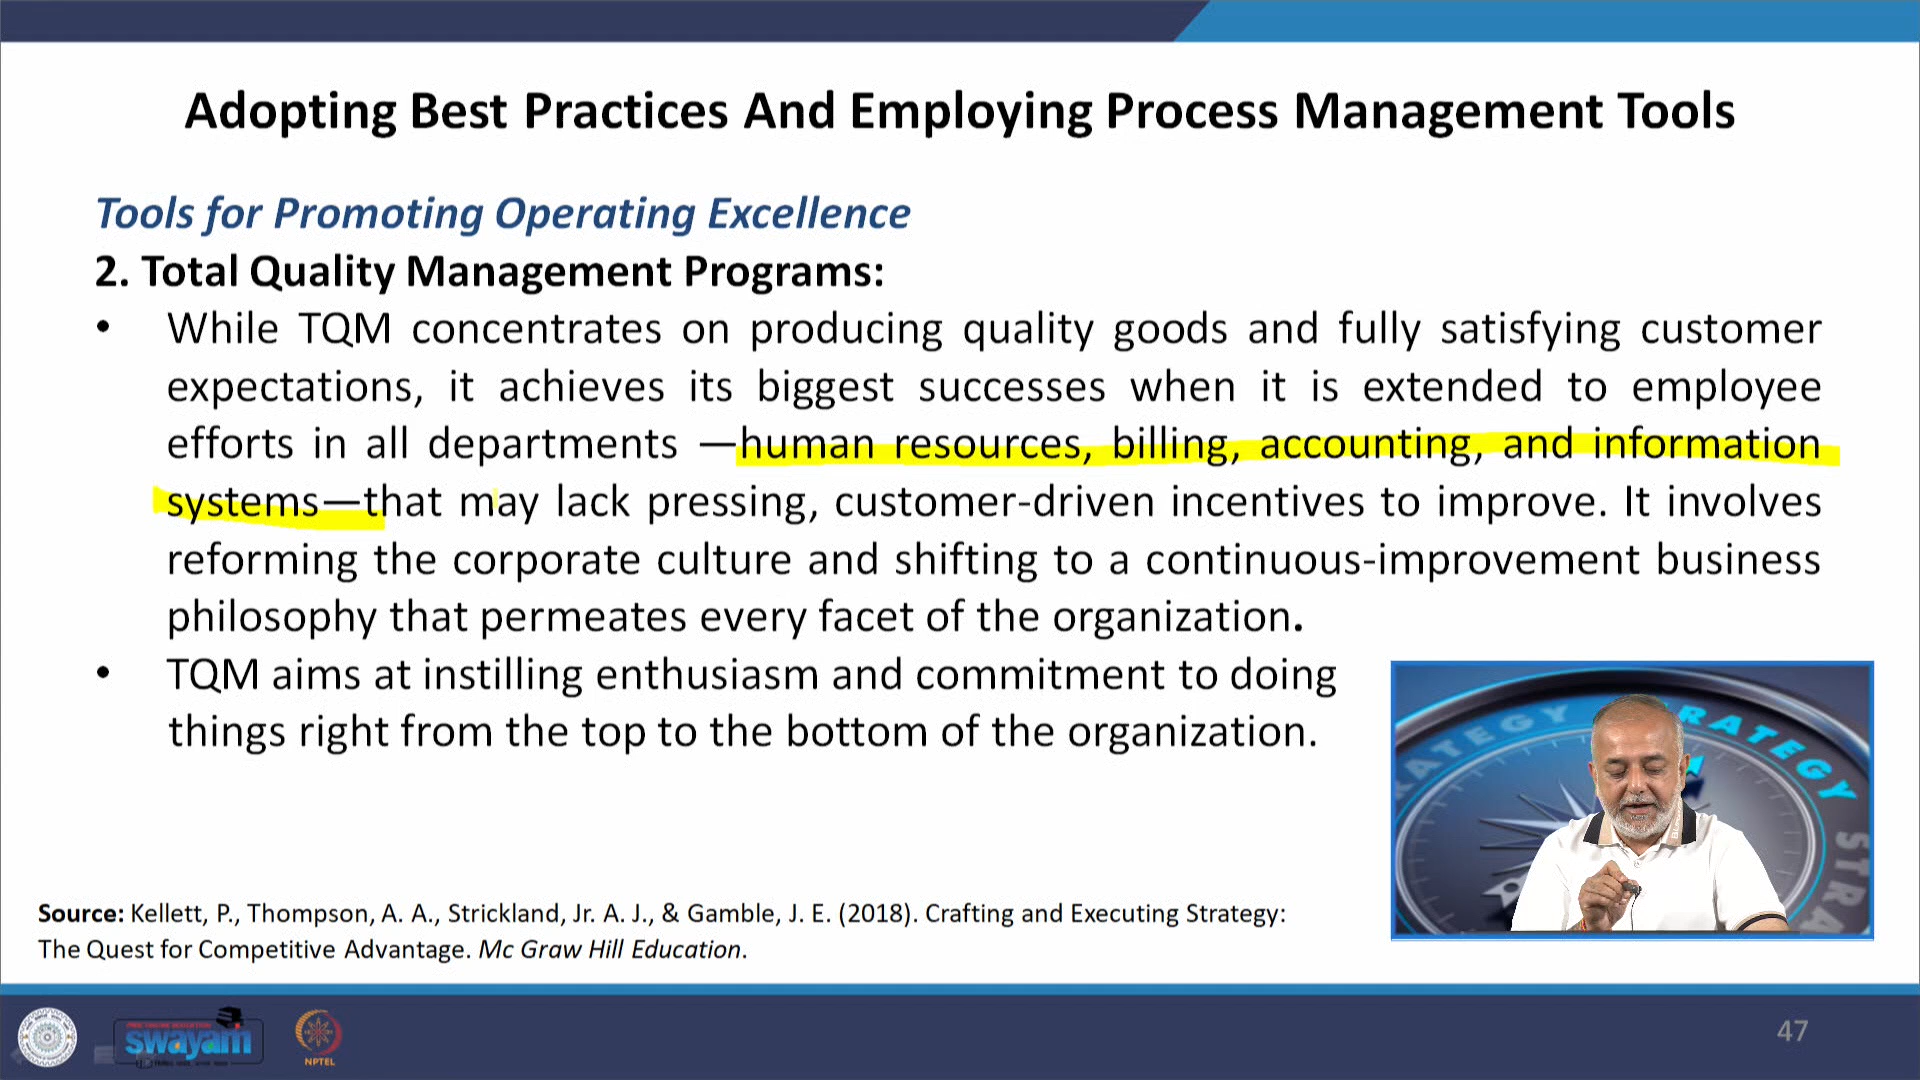 Adopting Best Practices And Employing Process Management Tools
Tools for Promoting Operating Excellence
2. Total Quality Management Programs:
• While TQM concentrates on producing quality goods and fully satisfying customer
expectations, it achieves its biggest successes when it is extended to employee
efforts in all departments —human resources, billing, accounting, and information
systems—that may lack pressing, customer-driven incentives to improve. It involves
reforming the corporate culture and shifting to a continuous-improvement business
philosophy that permeates every facet of the organization.
• TQM aims at instilling enthusiasm and commitment to doing
things right from the top to the bottom of the organization.
STRATEGY STRATEGY STRA
Source: Kellett, P., Thompson, A. A., Strickland, Jr. A. J., & Gamble, J. E. (2018). Crafting and Executing Strategy:
The Quest for Competitive Advantage. Mc Graw Hill Education.
swayam
NPTEL
47